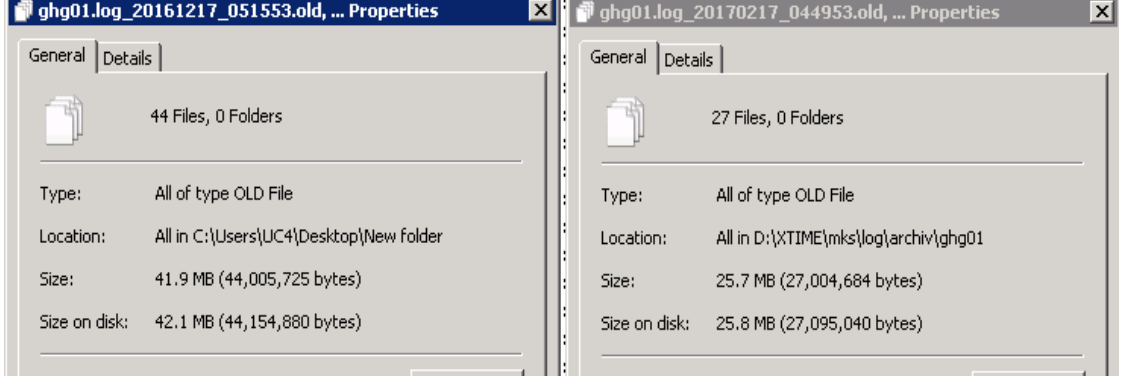 ghg01.log_20161217_051553.old, ... Properties
General Details
44 Files, 0 Folders
Type: All of type OLD File
Location: All in C:\Users\UC4\Desktop\New folder
Size: 41.9 MB (44,005,725 bytes)
Size on disk: 42.1 MB (44,154,880 bytes)
ghg01.log_20170217_044953.old, ... Properties
General Details
27 Files, 0 Folders
Type: All of type OLD File
Location: All in D:\XTIME\mks\log\archiv\ghg01
Size: 25.7 MB (27,004,684 bytes)
Size on disk: 25.8 MB (27,095,040 bytes)